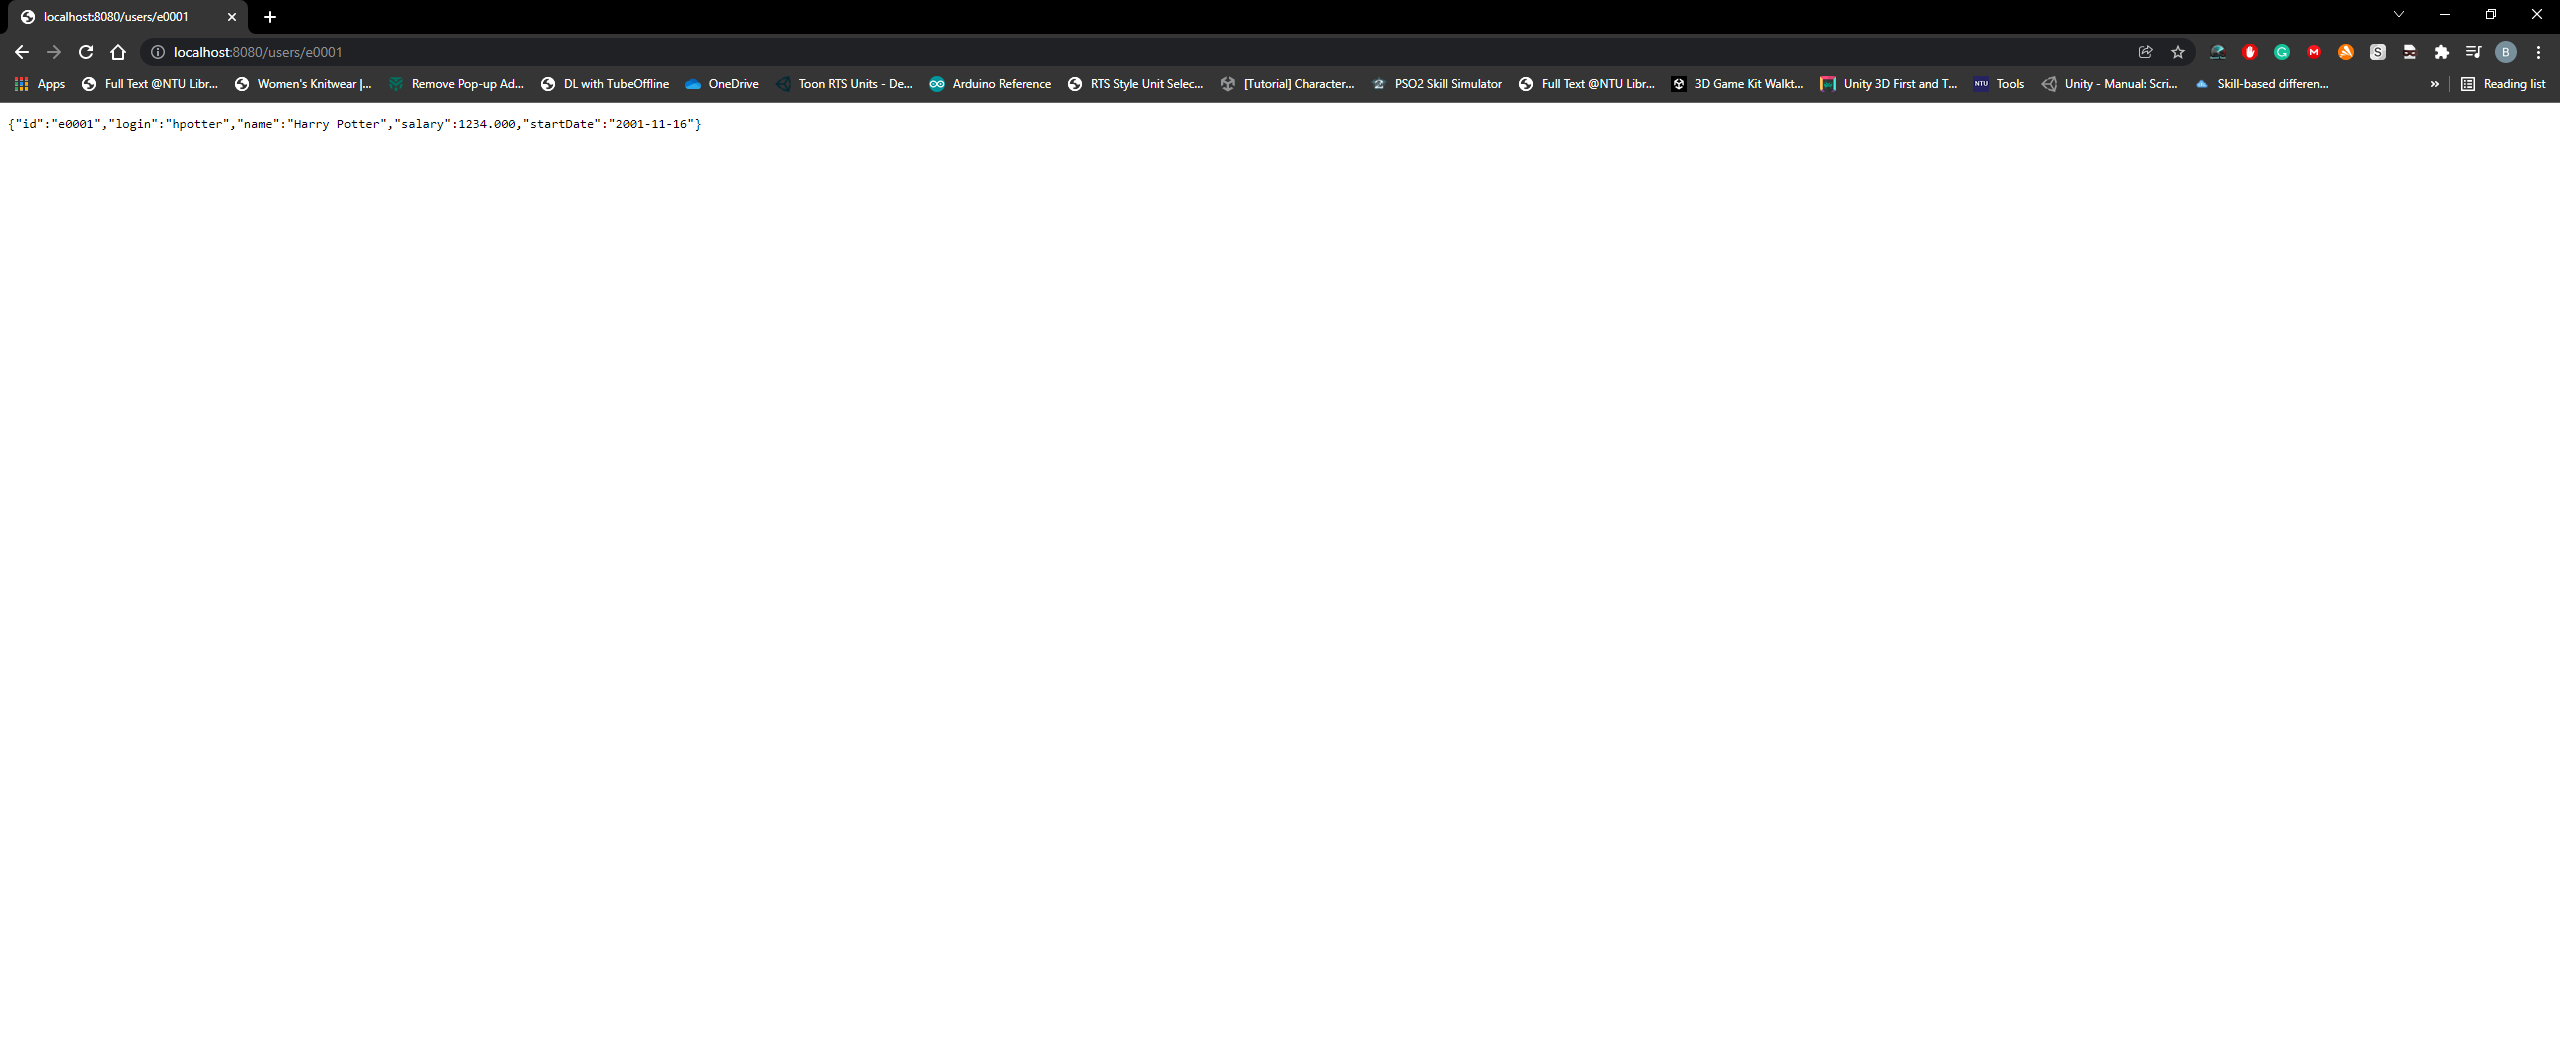 localhost:8080/users/e0001
localhost:8080/users/e0001
B
Apps Full Text @NTU Libr... Women's Knitwear |... Remove Pop-up Ad... DL with TubeOffline OneDrive Toon RTS Units - De... Arduino Reference RTS Style Unit Selec... [Tutorial] Character... PSO2 Skill Simulator Full Text @NTU Libr... 3D Game Kit Walkt... Unity 3D First and T... NTU Tools Unity - Manual: Scri... Skill-based differen... » Reading list
{"id":"e0001","login":"hpotter","name":"Harry Potter","salary":1234.000,"startDate":"2001-11-16"}